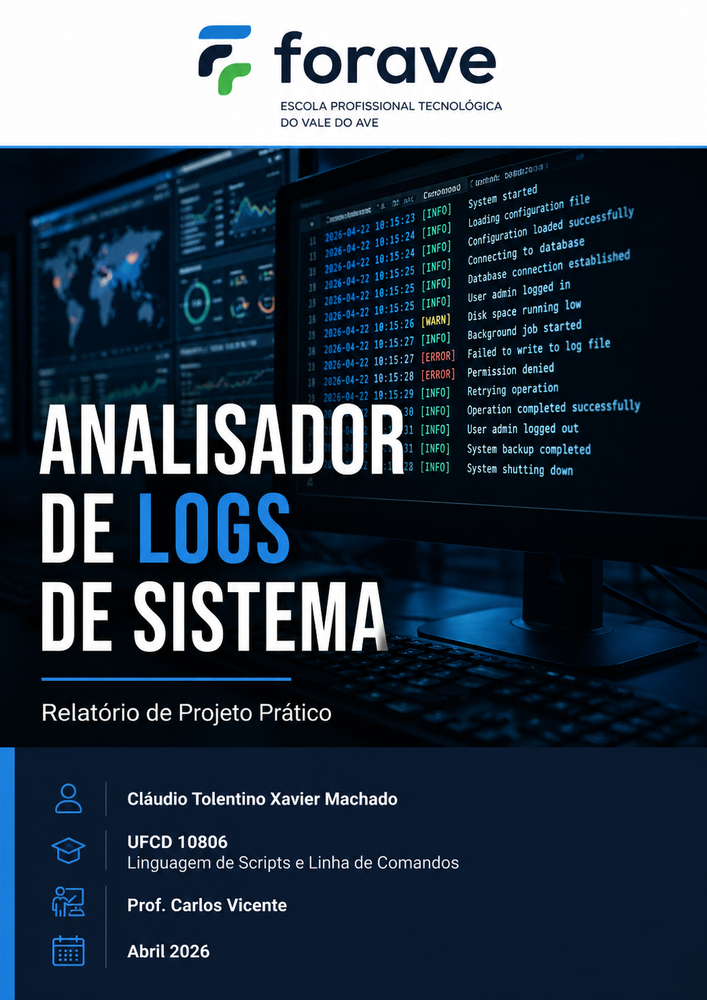 forave
ESCOLA PROFISSIONAL TECNOLÓGICA
DO VALE DO AVE
2026-04-22 10:15:23 [INFO] System started
2026-04-22 10:15:24 [INFO] Loading configuration file
2026-04-22 10:15:24 [INFO] Configuration loaded successfully
2026-04-22 10:15:25 [INFO] Connecting to database
2026-04-22 10:15:25 [INFO] Database connection established
2026-04-22 10:15:25 [INFO] User admin logged in
2026-04-22 10:15:26 [WARN] Disk space running low
2026-04-22 10:15:27 [INFO] Background job started
2026-04-22 10:15:27 [ERROR] Failed to write to log file
2026-04-22 10:15:28 [ERROR] Permission denied
2026-04-22 10:15:29 [INFO] Retrying operation
30 [INFO] Operation completed successfully
31 [INFO] User admin logged out
31 [INFO] System backup completed
28 [INFO] System shutting down
ANALISADOR
DE LOGS
DE SISTEMA
Relatório de Projeto Prático
Cláudio Tolentino Xavier Machado
UFCD 10806
Linguagem de Scripts e Linha de Comandos
Prof. Carlos Vicente
Abril 2026